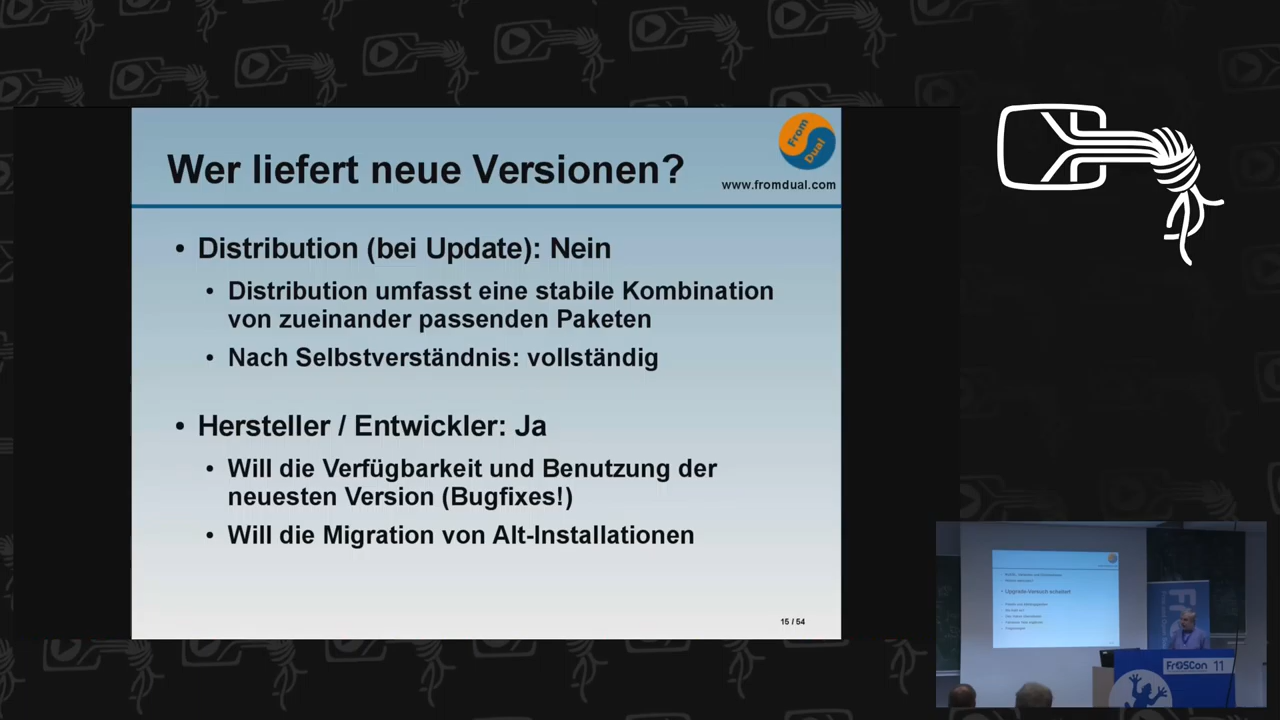 Wer liefert neue Versionen?
From
Dual
www.fromdual.com
• Distribution (bei Update): Nein
• Distribution umfasst eine stabile Kombination
von zueinander passenden Paketen
• Nach Selbstverständnis: vollständig
• Hersteller / Entwickler: Ja
• Will die Verfügbarkeit und Benutzung der
neuesten Version (Bugfixes!)
• Will die Migration von Alt-Installationen
15 / 54
FrOSCon 11